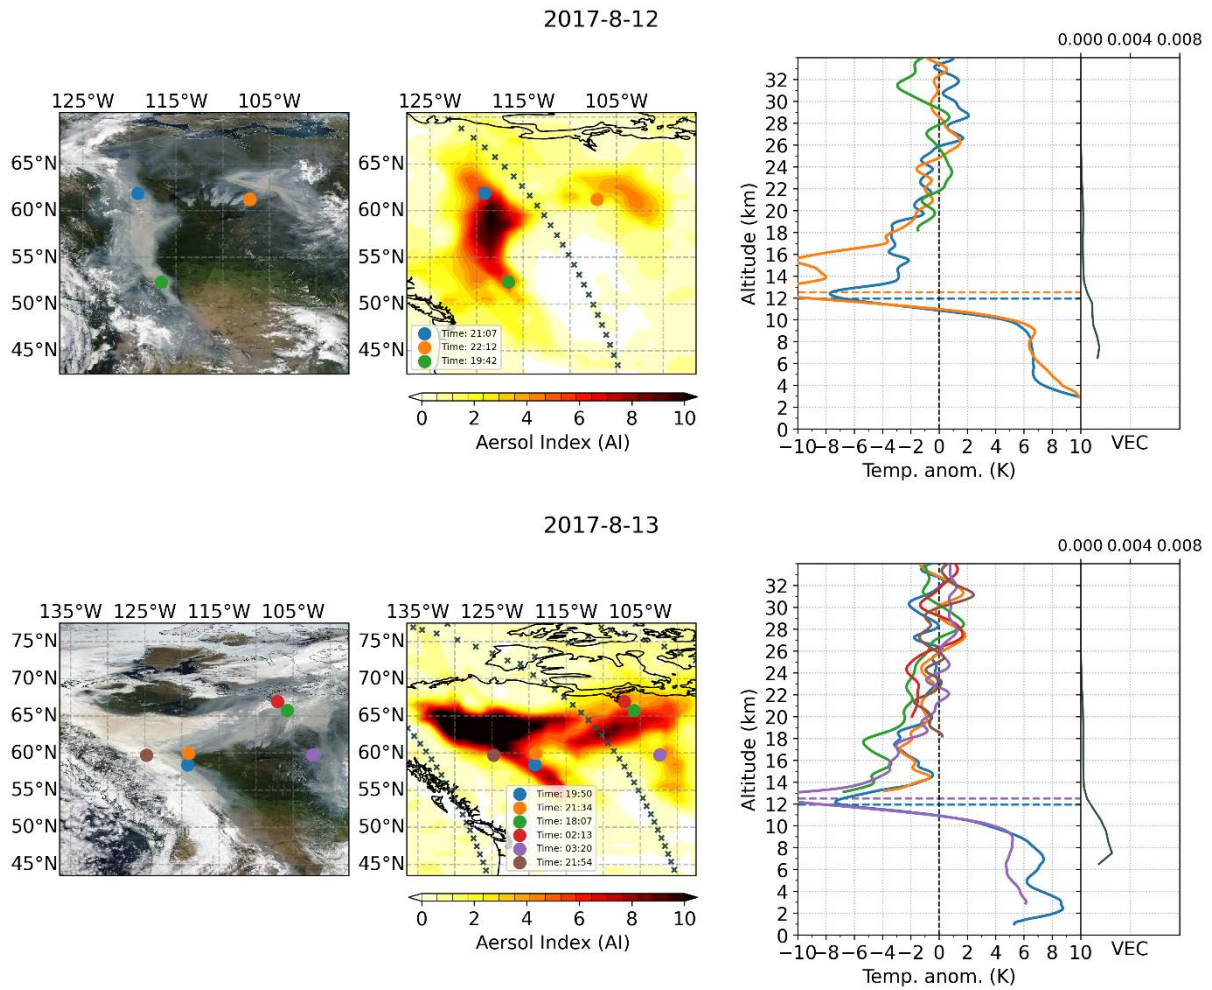 2017-8-12
0.000 0.004 0.008
125°W 115°W 105°W
125°W 115°W 105°W
65°N
60°N
55°N
50°N
45°N
65°N
60°N
55°N
50°N
45°N
Time: 21:07
Time: 22:12
Time: 19:42
0 2 4 6 8 10
Aersol Index (AI)
Altitude (km)
32
30
28
26
24
22
20
18
16
14
12
10
8
6
4
2
0
−10 −8 −6 −4 −2 0 2 4 6 8 10 VEC
Temp. anom. (K)
2017-8-13
0.000 0.004 0.008
135°W 125°W 115°W 105°W
135°W 125°W 115°W 105°W
75°N
70°N
65°N
60°N
55°N
50°N
45°N
75°N
70°N
65°N
60°N
55°N
50°N
45°N
Time: 19:50
Time: 21:34
Time: 18:07
Time: 02:13
Time: 03:20
Time: 21:54
0 2 4 6 8 10
Aersol Index (AI)
Altitude (km)
32
30
28
26
24
22
20
18
16
14
12
10
8
6
4
2
0
−10 −8 −6 −4 −2 0 2 4 6 8 10 VEC
Temp. anom. (K)